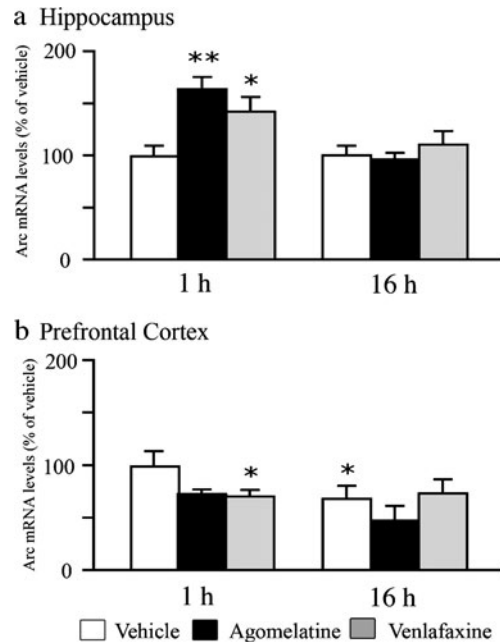 a Hippocampus
Arc mRNA levels (% of vehicle)
200
100
0
**
*
1 h
16 h
b Prefrontal Cortex
Arc mRNA levels (% of vehicle)
200
100
0
*
*
1 h
16 h
Vehicle Agomelatine Venlafaxine